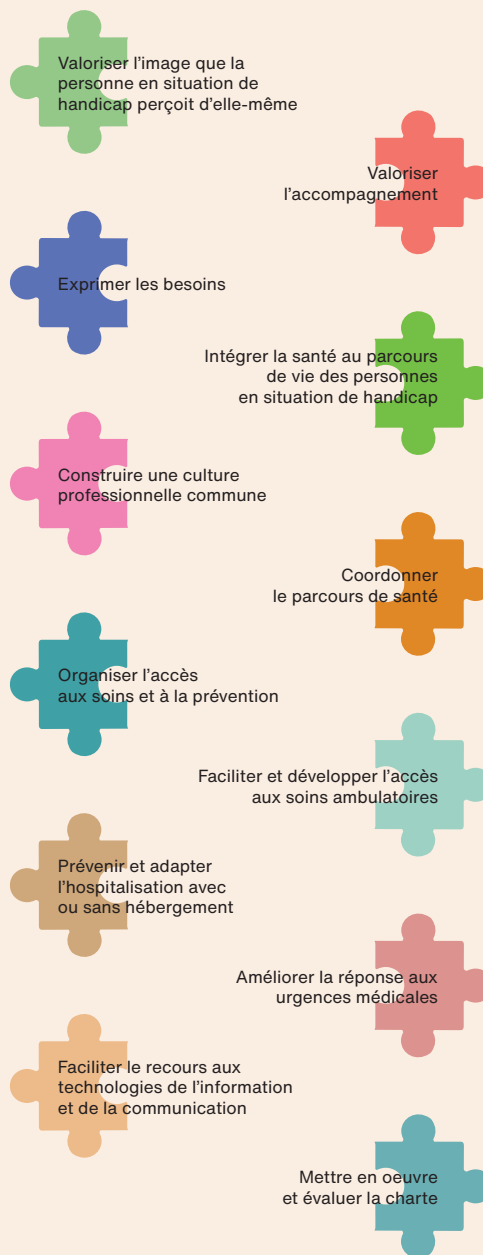 Valoriser l'image que la
personne en situation de
handicap perçoit d'elle-même
Valoriser
l'accompagnement
Exprimer les besoins
Intégrer la santé au parcours
de vie des personnes
en situation de handicap
Construire une culture
professionnelle commune
Coordonner
le parcours de santé
Organiser l'accès
aux soins et à la prévention
Faciliter et développer l'accès
aux soins ambulatoires
Prévenir et adapter
l'hospitalisation avec
ou sans hébergement
Améliorer la réponse aux
urgences médicales
Faciliter le recours aux
technologies de l'information
et de la communication
Mettre en oeuvre
et évaluer la charte